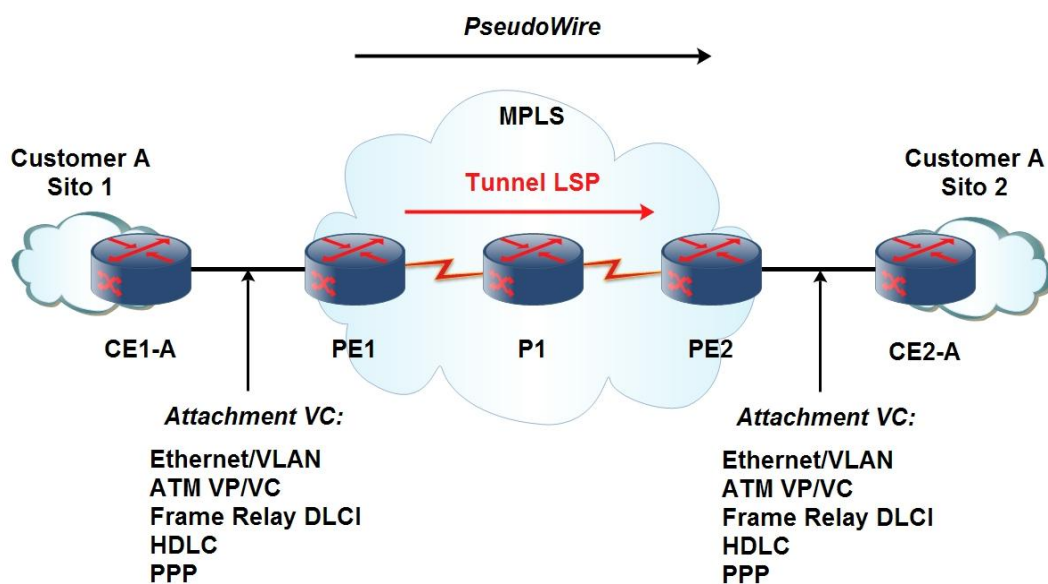 PseudoWire
MPLS
Customer A
Sito 1
Customer A
Sito 2
Tunnel LSP
CE1-A
PE1
P1
PE2
CE2-A
Attachment VC:
Ethernet/VLAN
ATM VP/VC
Frame Relay DLCI
HDLC
PPP
Attachment VC:
Ethernet/VLAN
ATM VP/VC
Frame Relay DLCI
HDLC
PPP